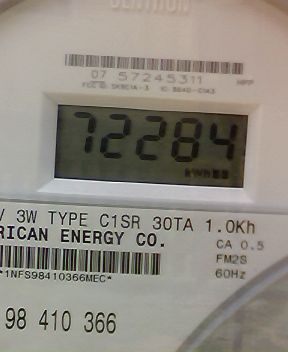 CENTRON
07 57245311
72284
V 3W TYPE C1SR 30TA 1.0Kh
RICAN ENERGY CO.
CA 0.5
FM2S
60Hz
*1NFS98410366MEC*
98 410 366